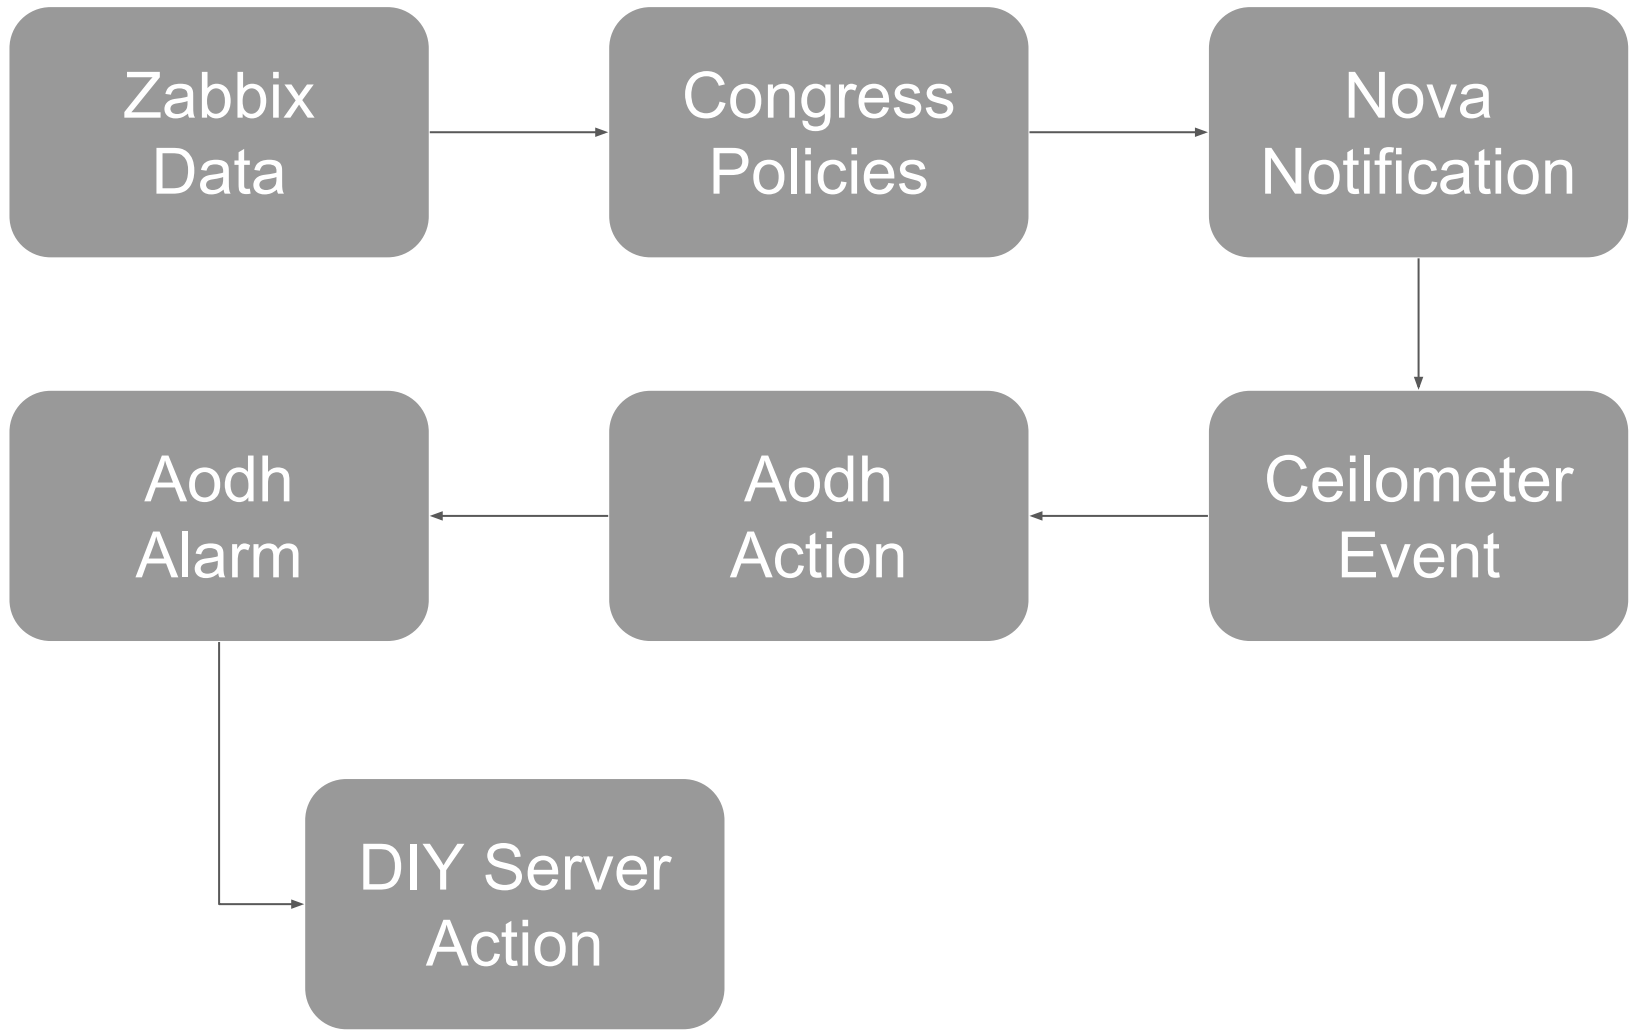 Zabbix
Data
Congress
Policies
Nova
Notification
Aodh
Alarm
Aodh
Action
Ceilometer
Event
DIY Server
Action